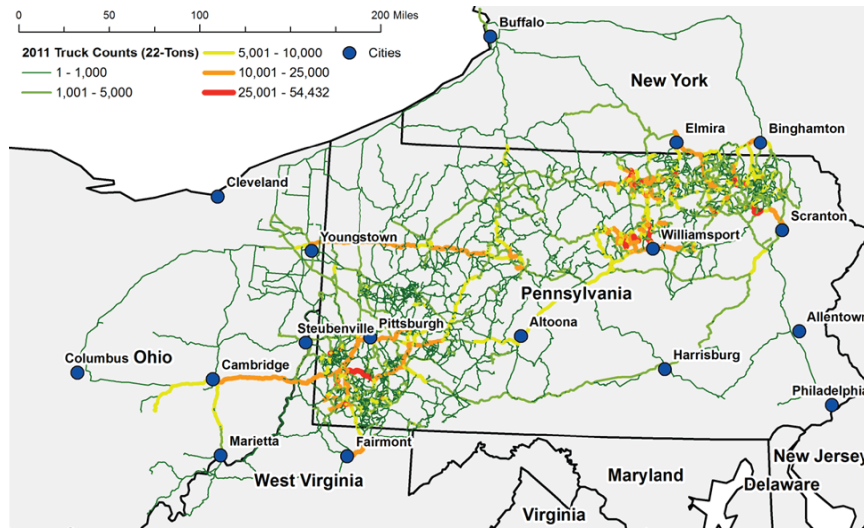 0 50 100 200 Miles
2011 Truck Counts (22-Tons)
1 - 1,000
1,001 - 5,000
5,001 - 10,000
10,001 - 25,000
25,001 - 54,432
Cities
Buffalo
New York
Elmira
Binghamton
Cleveland
Scranton
Youngstown
Williamsport
Pennsylvania
Steubenville
Pittsburgh
Altoona
Allentown
Columbus
Ohio
Cambridge
Harrisburg
Philadelphia
Marietta
Fairmont
New Jersey
West Virginia
Maryland
Delaware
Virginia